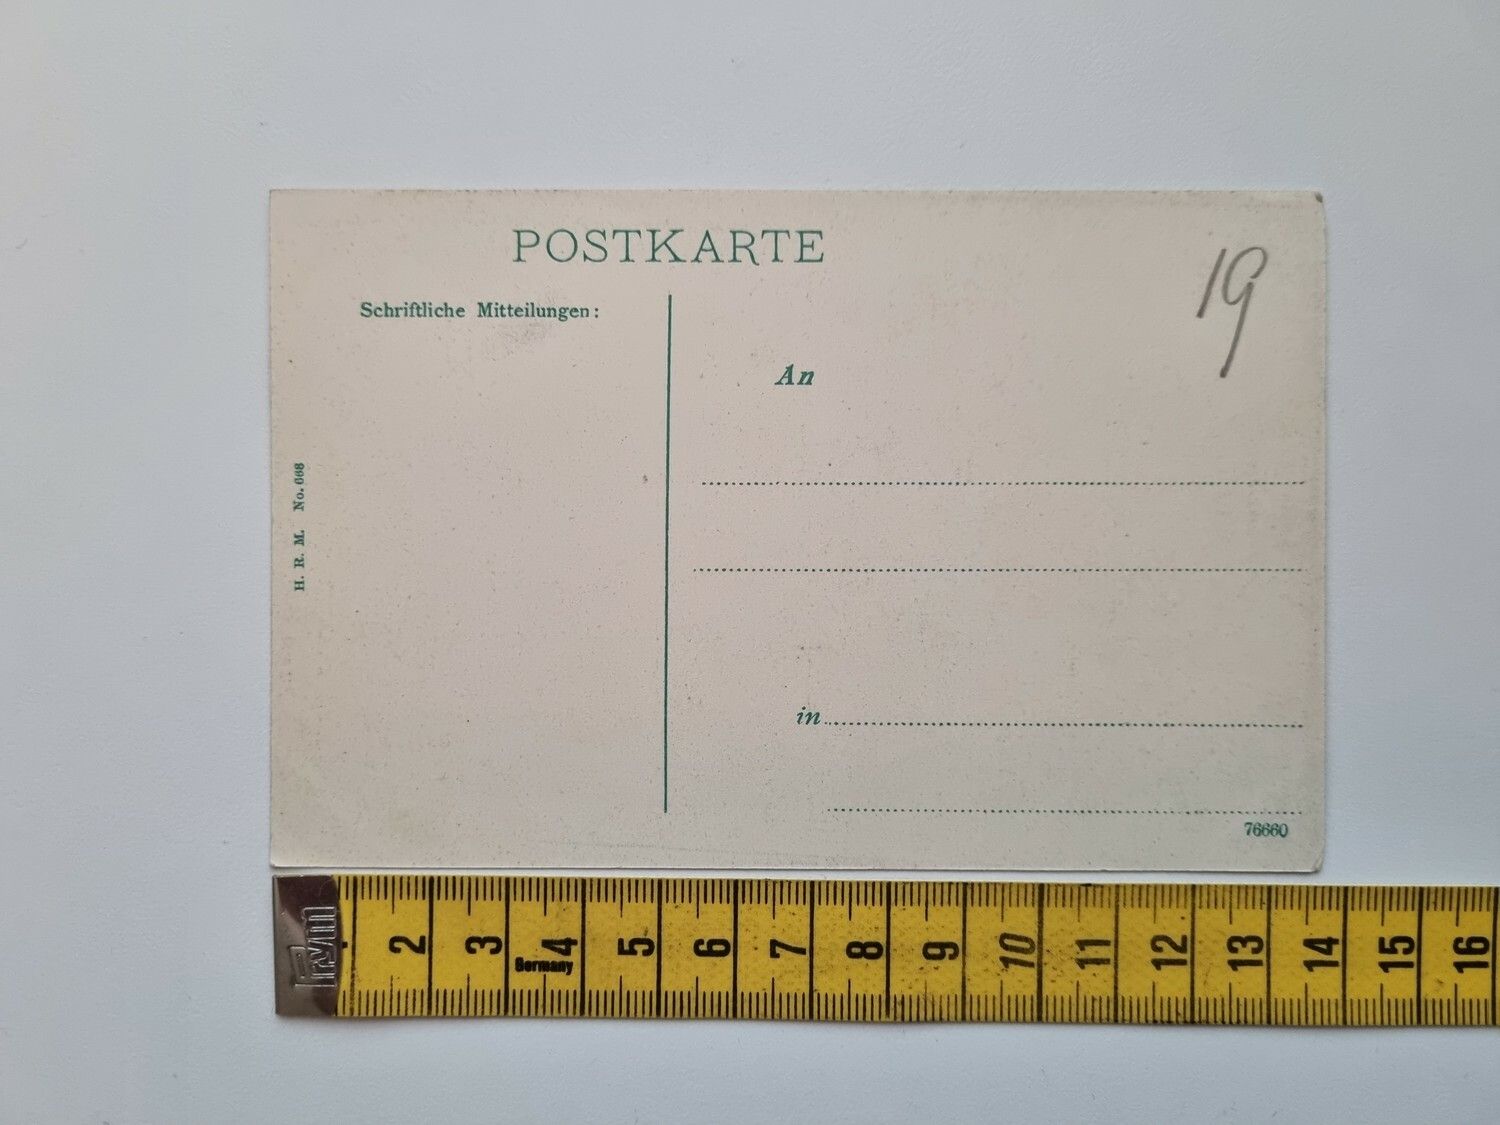 POSTKARTE
19
Schriftliche Mitteilungen:
An
H. R. M. No. 668
in
76660
Prym
2 3 4 5 6 7 8 9 10 11 12 13 14 15 16
Germany